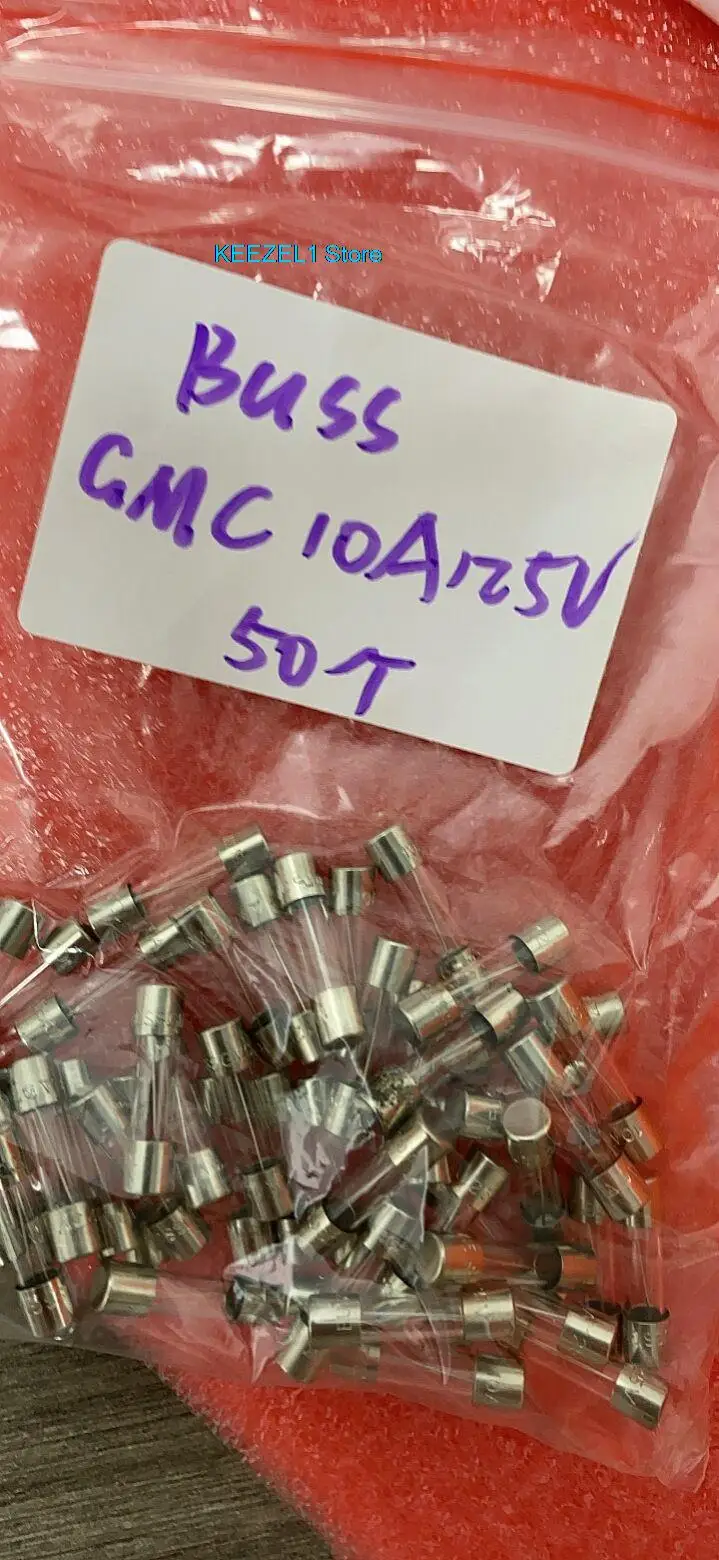 KEEZEL1 Store
Buss
GMC 10A125V
50个